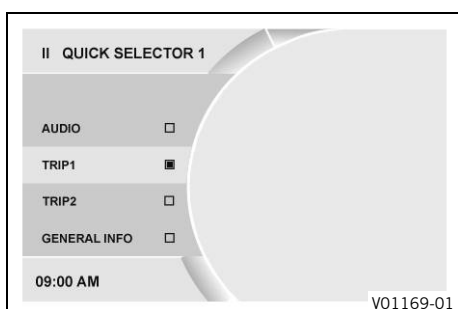 II QUICK SELECTOR 1
AUDIO
TRIP1
TRIP2
GENERAL INFO
09:00 AM
V01169-01